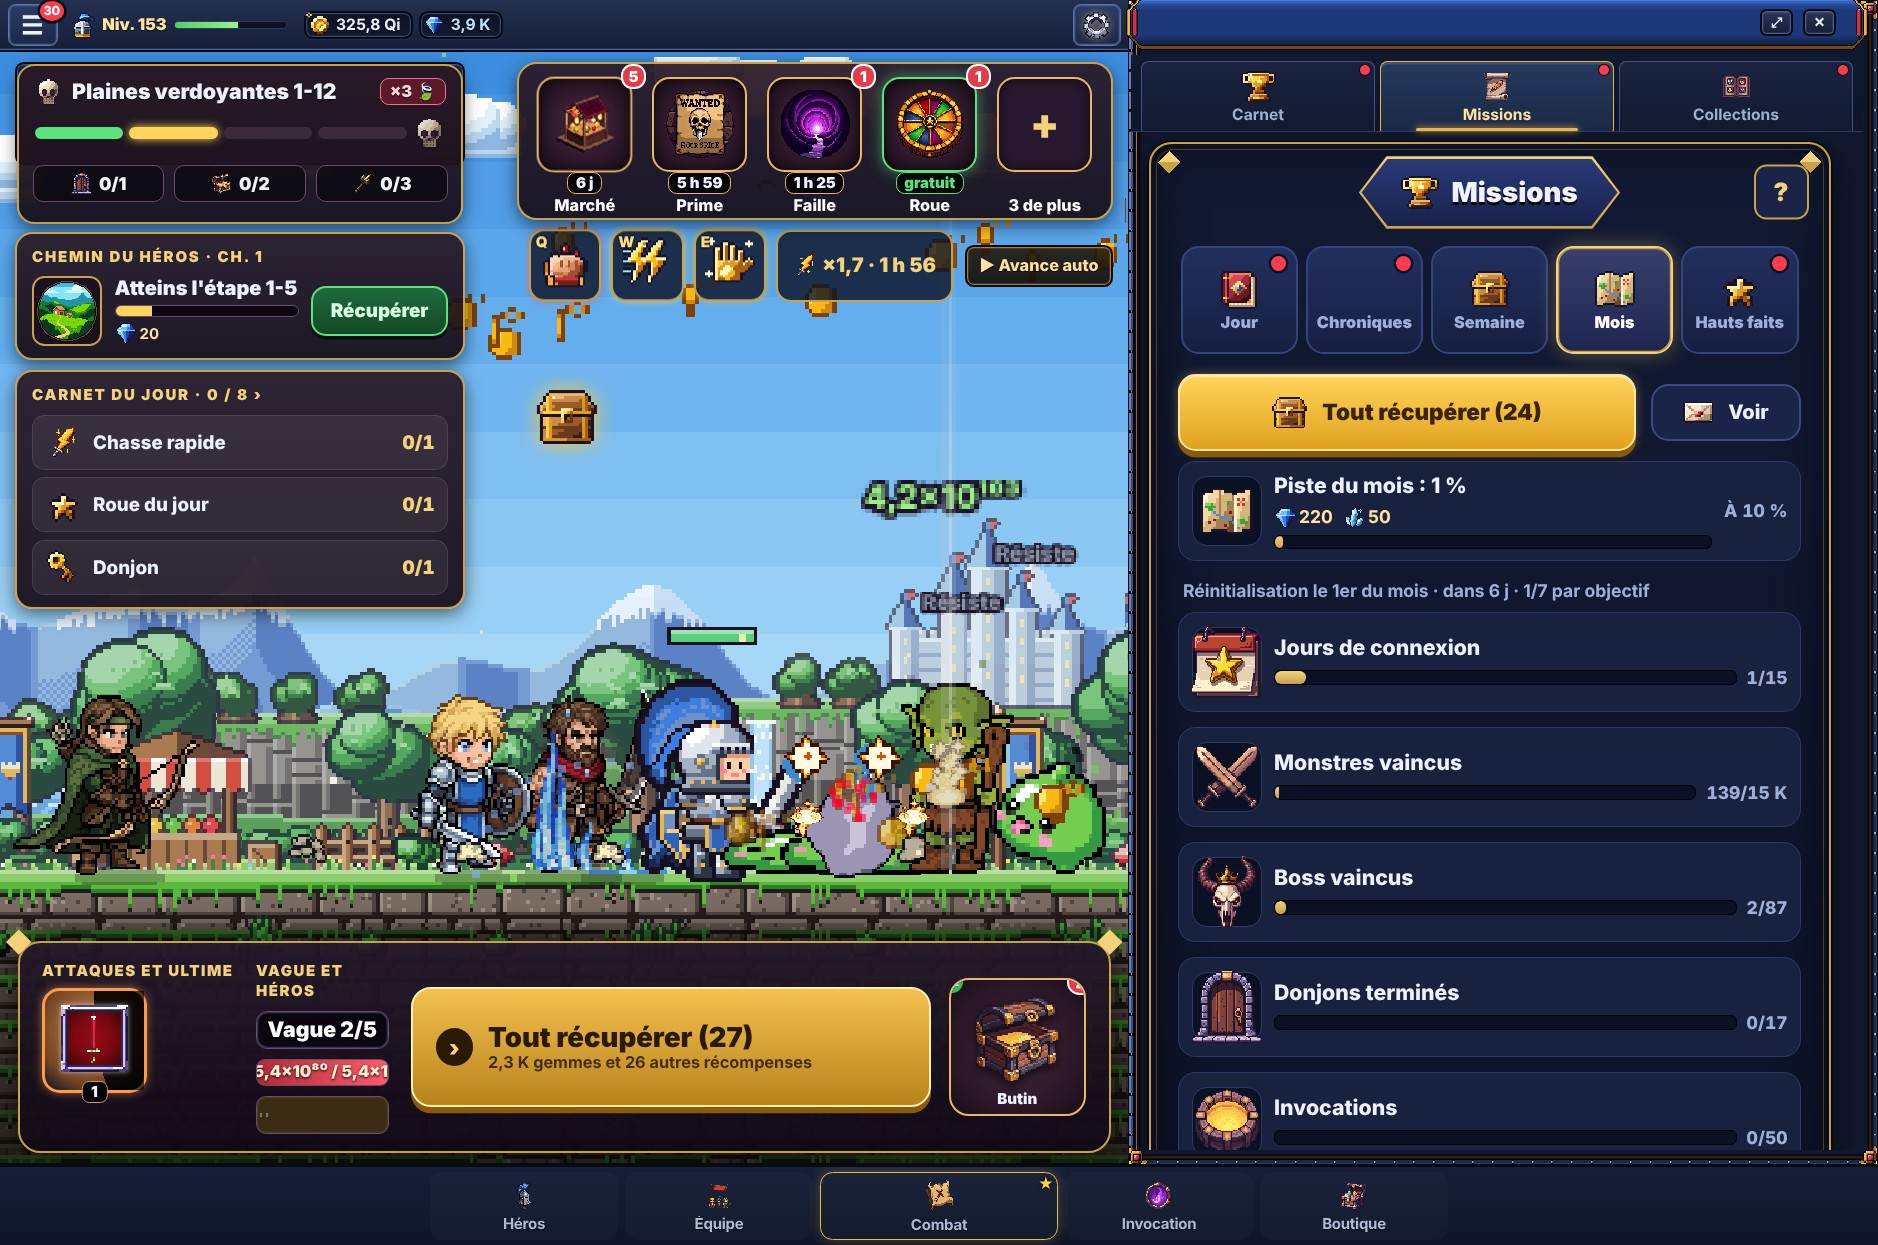 30
Niv. 153
325,8 Qi
3,9 K
Plaines verdoyantes 1-12
×3
0/1
0/2
0/3
CHEMIN DU HÉROS · CH. 1
Atteins l'étape 1-5
20
Récupérer
CARNET DU JOUR · 0 / 8 ›
Chasse rapide
0/1
Roue du jour
0/1
Donjon
0/1
5
6 j
Marché
WANTED
5 h 59
Prime
1
1 h 25
Faille
1
gratuit
Roue
+
3 de plus
Q
W
E
×1,7 · 1 h 56
▶ Avance auto
4,2×10¹⁰⁸
Résiste
Résiste
ATTAQUES ET ULTIME
1
VAGUE ET
HÉROS
Vague 2/5
5,4×10⁸⁰ / 5,4×1
Tout récupérer (27)
2,3 K gemmes et 26 autres récompenses
Butin
Héros
Équipe
Combat
Invocation
Boutique
Carnet
Missions
Collections
Missions
?
Jour
Chroniques
Semaine
Mois
Hauts faits
Tout récupérer (24)
Voir
Piste du mois : 1 %
220
50
À 10 %
Réinitialisation le 1er du mois · dans 6 j · 1/7 par objectif
Jours de connexion
1/15
Monstres vaincus
139/15 K
Boss vaincus
2/87
Donjons terminés
0/17
Invocations
0/50